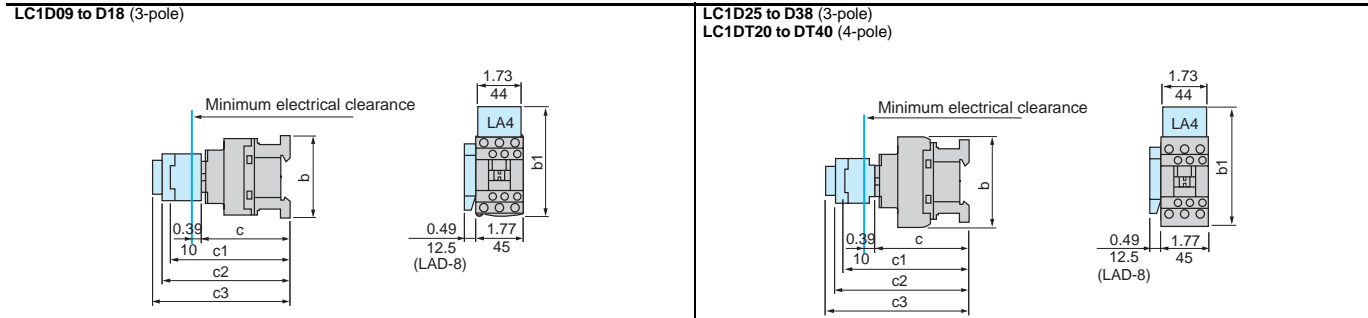 LC1D09 to D18 (3-pole)
Minimum electrical clearance
b
0.39
10
c
c1
c2
c3
1.73
44
LA4
b1
0.49
12.5
(LAD-8)
1.77
45
LC1D25 to D38 (3-pole)
LC1DT20 to DT40 (4-pole)
Minimum electrical clearance
b
0.39
10
c
c1
c2
c3
1.73
44
LA4
b1
0.49
12.5
(LAD-8)
1.77
45